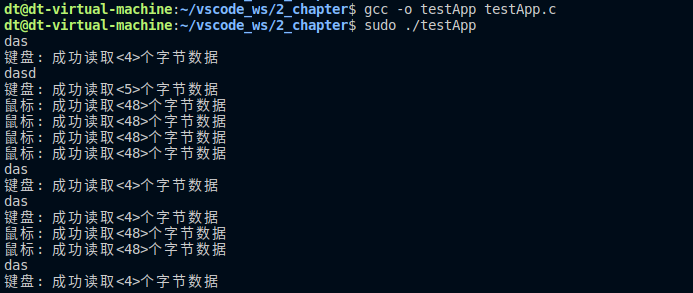 dt@dt-virtual-machine:~/vscode_ws/2_chapter$ gcc -o testApp testApp.c
dt@dt-virtual-machine:~/vscode_ws/2_chapter$ sudo ./testApp
das
键盘: 成功读取<4>个字节数据
dasd
键盘: 成功读取<5>个字节数据
鼠标: 成功读取<48>个字节数据
鼠标: 成功读取<48>个字节数据
鼠标: 成功读取<48>个字节数据
鼠标: 成功读取<48>个字节数据
das
键盘: 成功读取<4>个字节数据
das
键盘: 成功读取<4>个字节数据
鼠标: 成功读取<48>个字节数据
鼠标: 成功读取<48>个字节数据
das
键盘: 成功读取<4>个字节数据